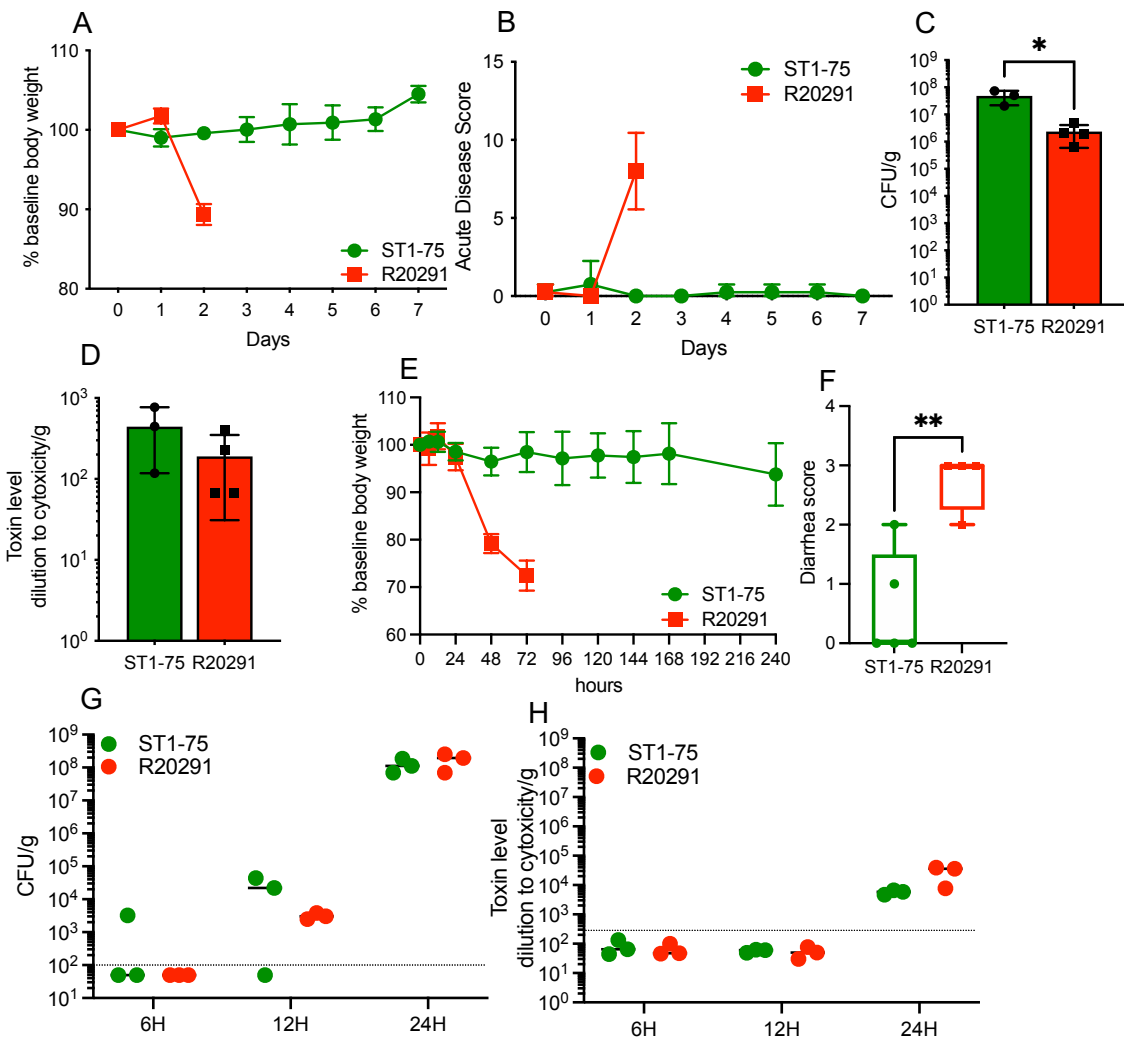 A
110
100
90
80
% baseline body weight
ST1-75
R20291
0 1 2 3 4 5 6 7
Days
B
15
10
5
0
Acute Disease Score
ST1-75
R20291
0 1 2 3 4 5 6 7
Days
C
*
10⁹
10⁸
10⁷
10⁶
10⁵
10⁴
10³
10²
10¹
10⁰
CFU/g
ST1-75 R20291
D
10³
10²
10¹
10⁰
Toxin level
dilution to cytoxicity/g
ST1-75 R20291
E
110
100
90
80
70
60
% baseline body weight
ST1-75
R20291
0 24 48 72 96 120 144 168 192 216 240
hours
F
**
4
3
2
1
0
Diarrhea score
ST1-75 R20291
G
ST1-75
R20291
10⁹
10⁸
10⁷
10⁶
10⁵
10⁴
10³
10²
10¹
CFU/g
6H 12H 24H
H
ST1-75
R20291
10⁹
10⁸
10⁷
10⁶
10⁵
10⁴
10³
10²
10¹
10⁰
Toxin level
dilution to cytoxicity/g
6H 12H 24H